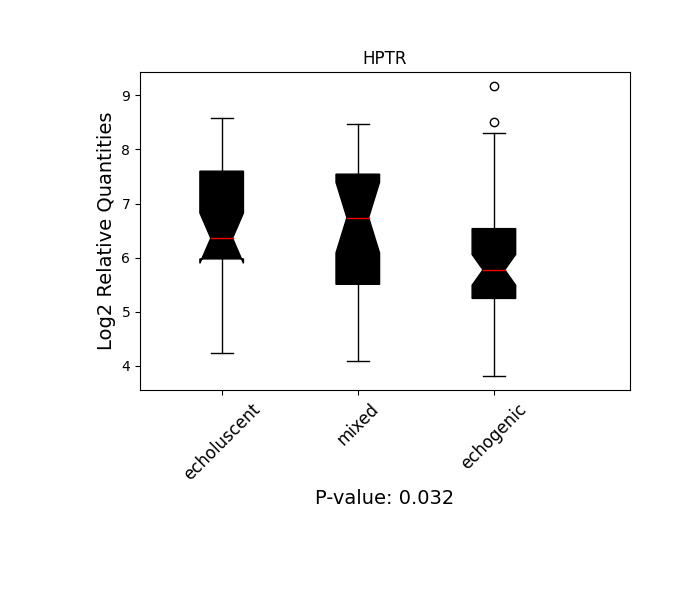 HPTR
Log2 Relative Quantities
9
8
7
6
5
4
echoluscent
mixed
echogenic
P-value: 0.032